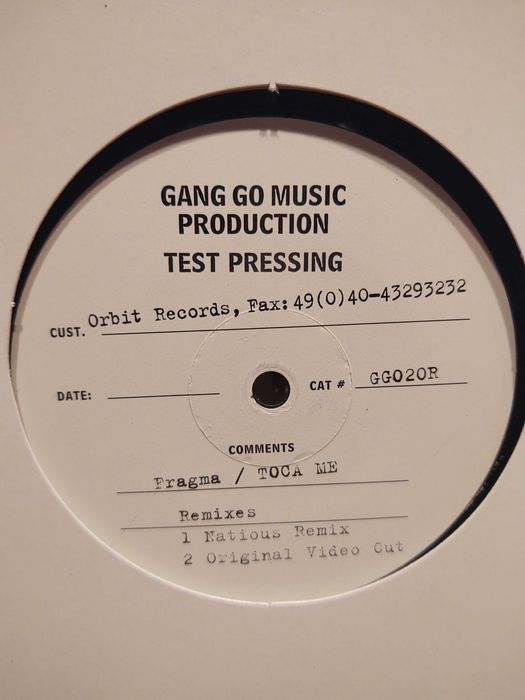 GANG GO MUSIC
PRODUCTION
TEST PRESSING
CUST. Orbit Records, Fax: 49(0)40-43293232
DATE:
CAT # GG020R
COMMENTS
Fragma / TOCA ME
Remixes
1 Natious Remix
2 Original Video Cut